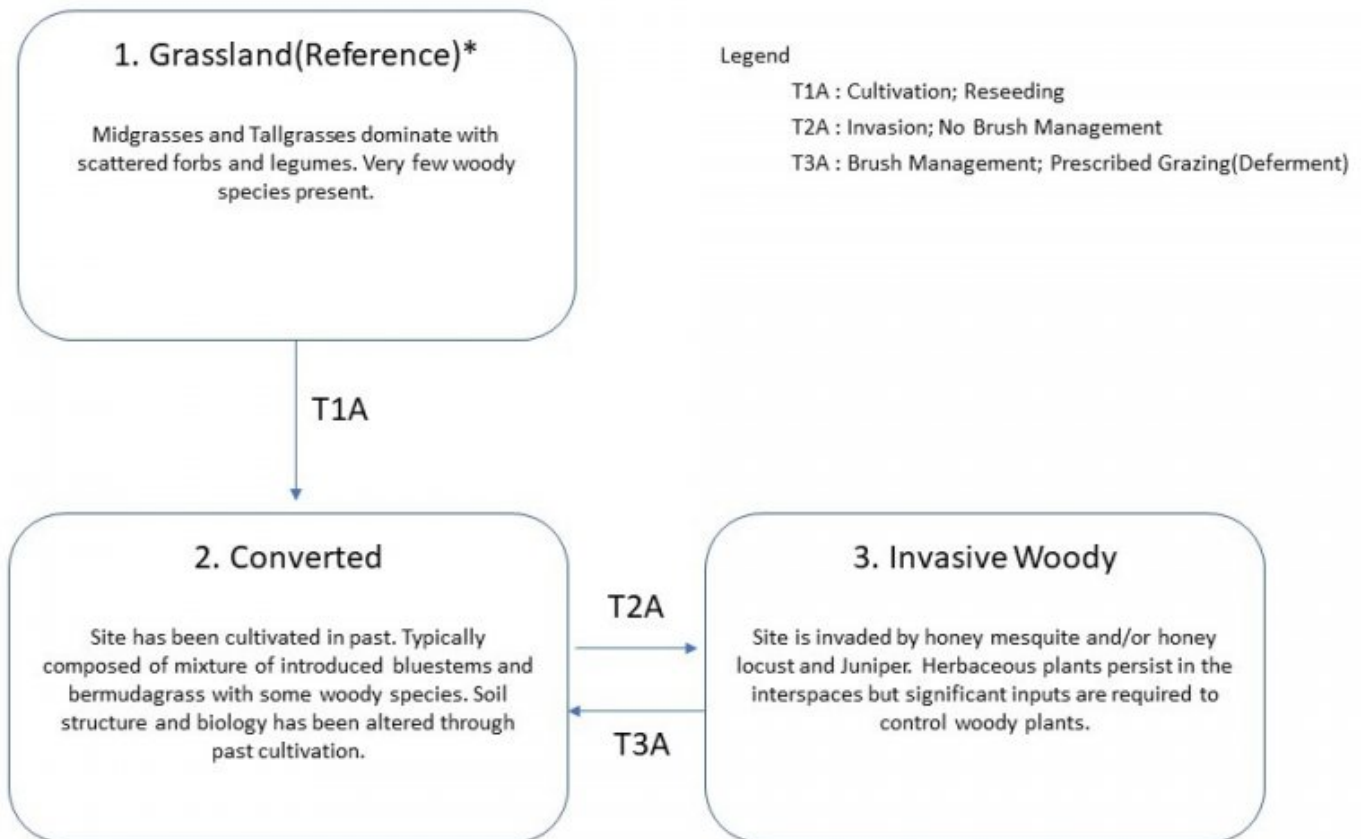 1. Grassland(Reference)*
Midgrasses and Tallgrasses dominate with
scattered forbs and legumes. Very few woody
species present.
Legend
T1A : Cultivation; Reseeding
T2A : Invasion; No Brush Management
T3A : Brush Management; Prescribed Grazing(Deferment)
T1A
2. Converted
Site has been cultivated in past. Typically
composed of mixture of introduced bluestems and
bermudagrass with some woody species. Soil
structure and biology has been altered through
past cultivation.
T2A
T3A
3. Invasive Woody
Site is invaded by honey mesquite and/or honey
locust and Juniper. Herbaceous plants persist in the
interspaces but significant inputs are required to
control woody plants.